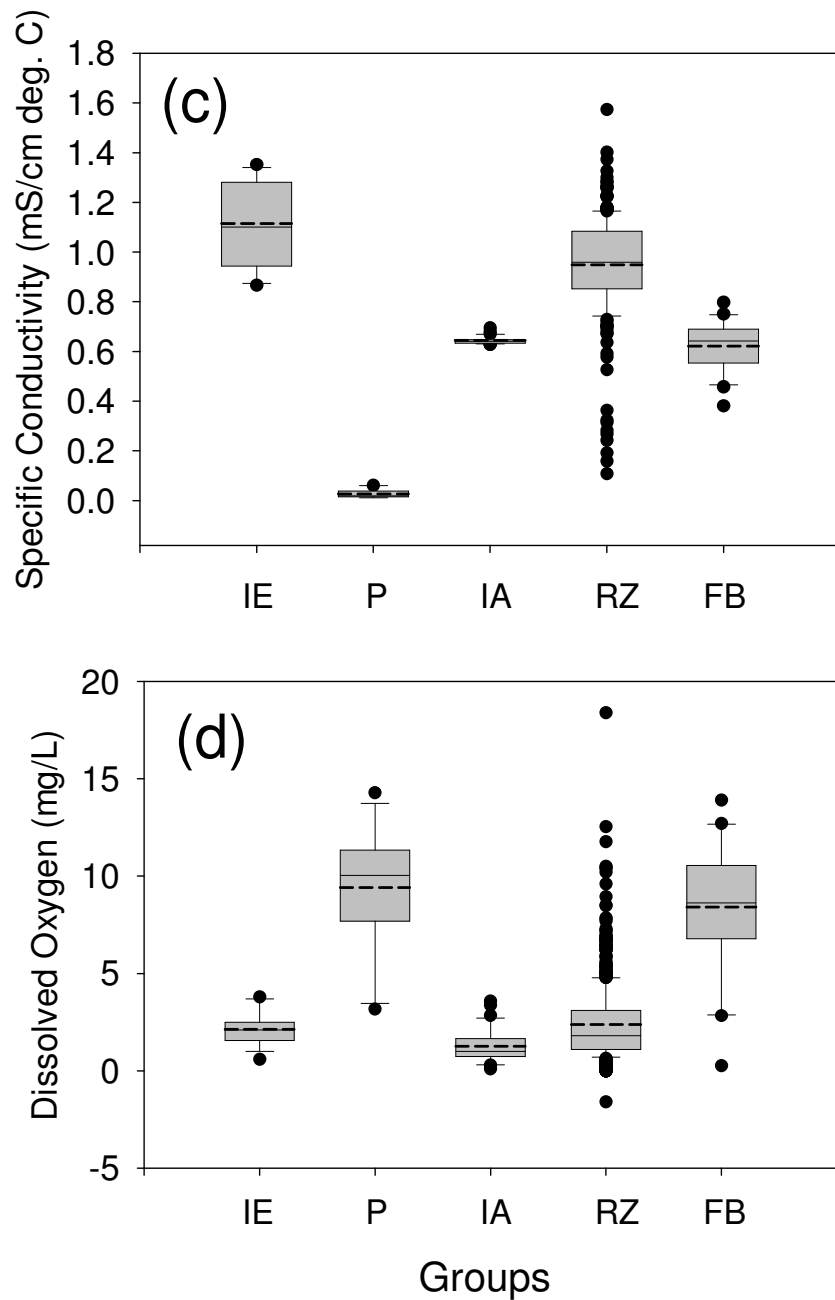 Specific Conductivity (mS/cm deg. C)
(c)
1.8
1.6
1.4
1.2
1.0
0.8
0.6
0.4
0.2
0.0
IE P IA RZ FB
Dissolved Oxygen (mg/L)
(d)
20
15
10
5
0
-5
IE P IA RZ FB
Groups